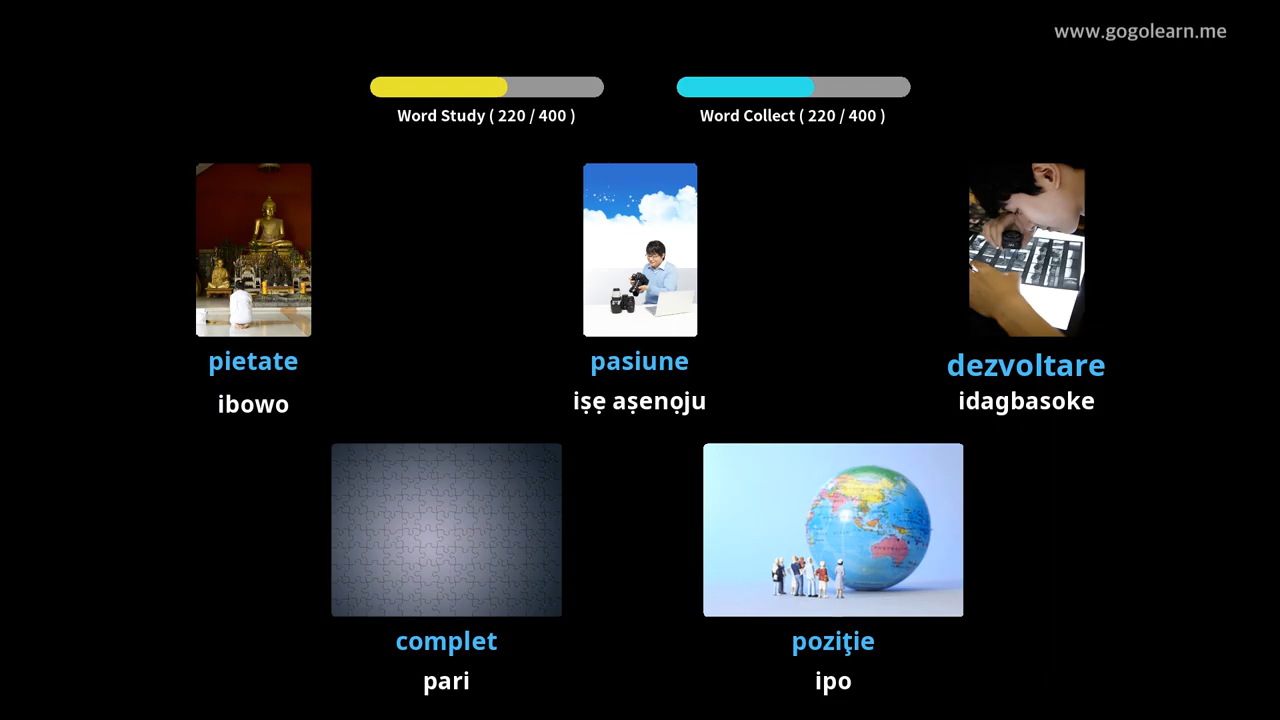 www.gogolearn.me
Word Study ( 220 / 400 )
Word Collect ( 220 / 400 )
pietate
ibowo
pasiune
iṣẹ aṣenọju
dezvoltare
idagbasoke
complet
pari
poziţie
ipo